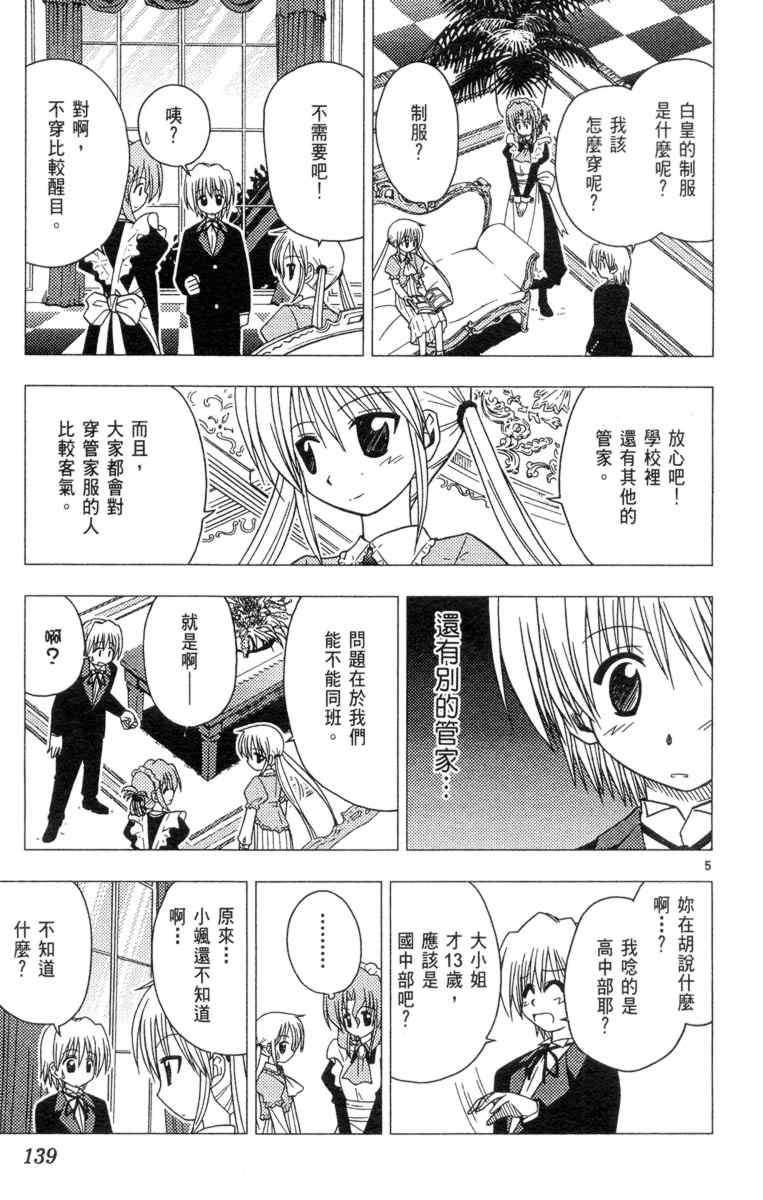 白皇的制服
是什麼呢?
我該
怎麼穿呢?
制服?
不需要吧!
咦?
對啊,
不穿比較醒目。
放心吧!
學校裡
還有其他的
管家。
而且,
大家都會對
穿管家服的人
比較客氣。
還有別的管家…
問題在於我們
能不能同班。
就是啊——
啊?
5
妳在胡說什麼
啊…?
我唸的是
高中部耶?
大小姐
才13歲,
應該是
國中部吧?
………
原來…
小颯還不知道
啊…
不知道
什麼?
139